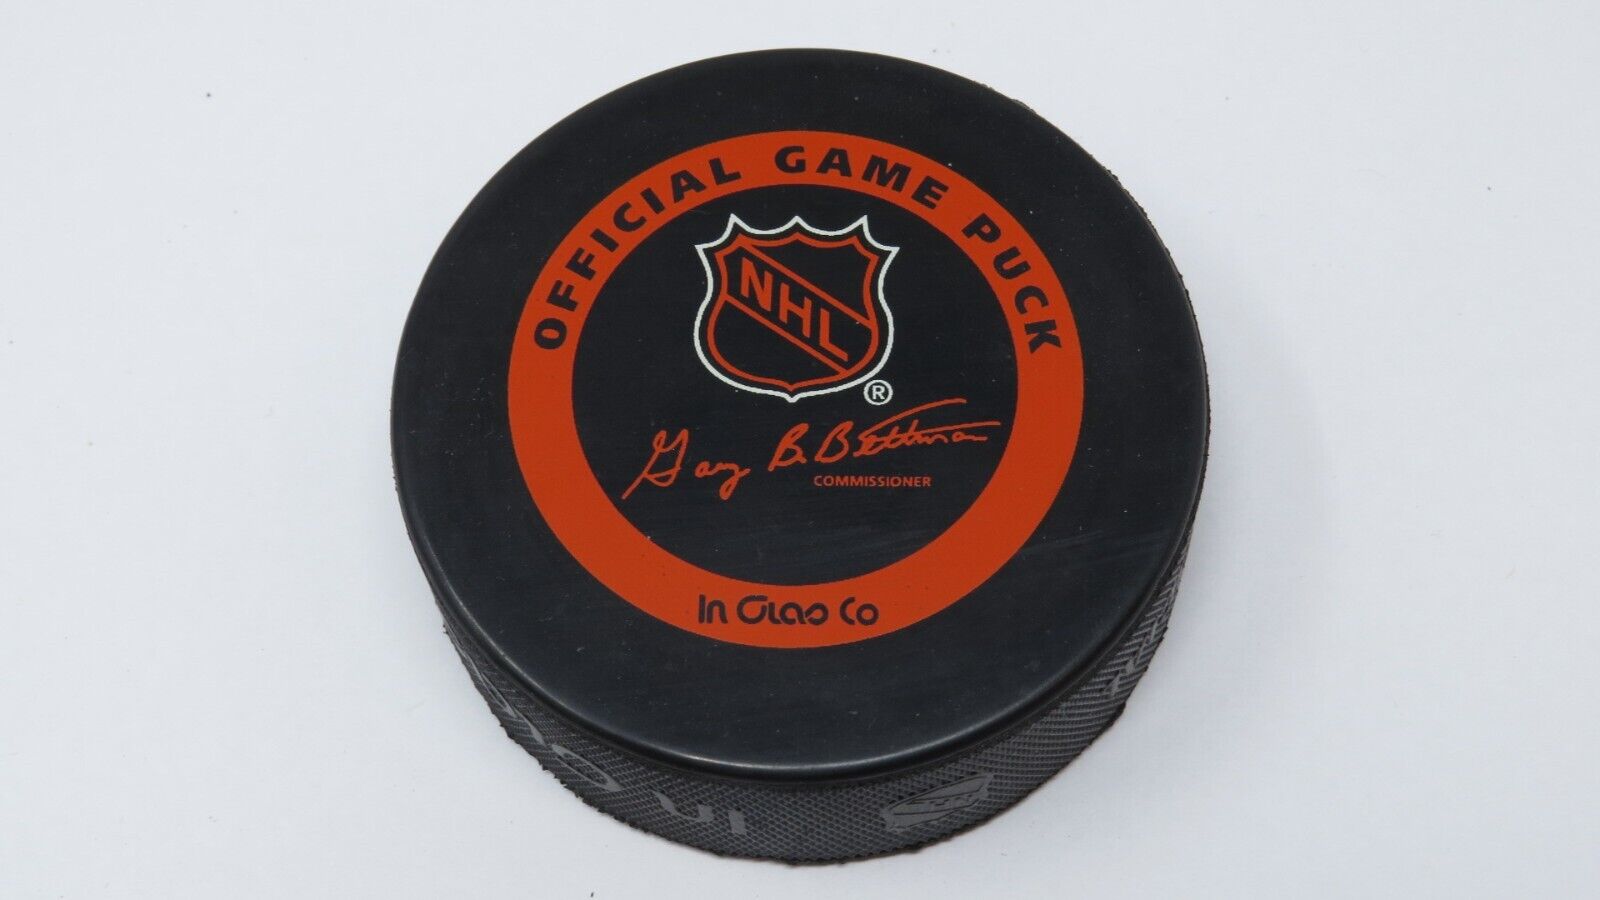 OFFICIAL GAME PUCK
NHL
®
Gary B. Bettman
COMMISSIONER
In Glas Co